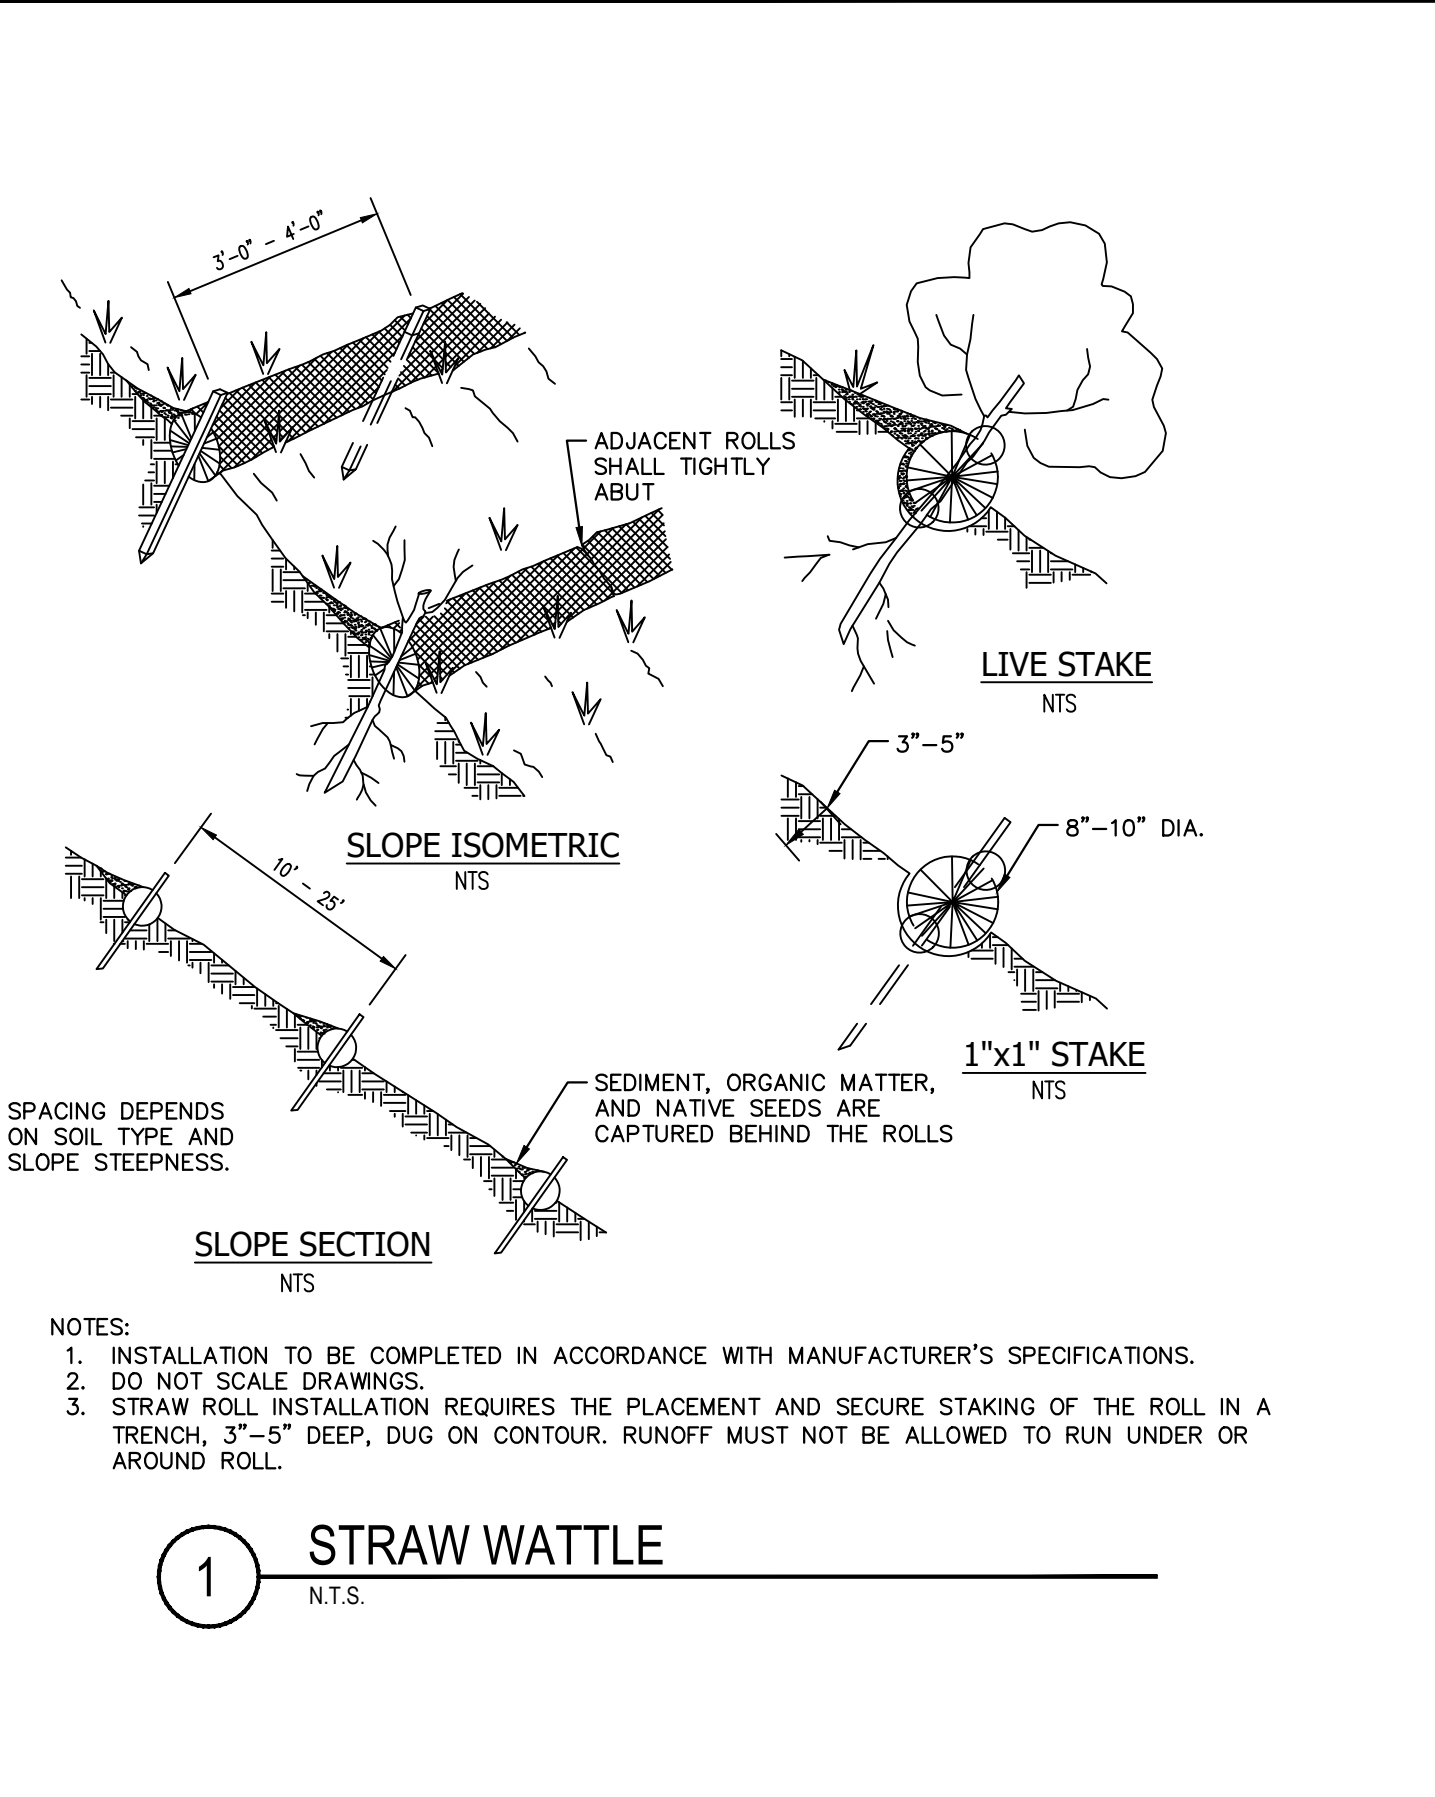 3'-0" - 4'-0"
ADJACENT ROLLS
SHALL TIGHTLY
ABUT
LIVE STAKE
NTS
SLOPE ISOMETRIC
NTS
3"-5"
8"-10" DIA.
1"x1" STAKE
NTS
10' - 25'
SPACING DEPENDS
ON SOIL TYPE AND
SLOPE STEEPNESS.
SEDIMENT, ORGANIC MATTER,
AND NATIVE SEEDS ARE
CAPTURED BEHIND THE ROLLS
SLOPE SECTION
NTS
NOTES:
1. INSTALLATION TO BE COMPLETED IN ACCORDANCE WITH MANUFACTURER'S SPECIFICATIONS.
2. DO NOT SCALE DRAWINGS.
3. STRAW ROLL INSTALLATION REQUIRES THE PLACEMENT AND SECURE STAKING OF THE ROLL IN A
TRENCH, 3"-5" DEEP, DUG ON CONTOUR. RUNOFF MUST NOT BE ALLOWED TO RUN UNDER OR
AROUND ROLL.
1
STRAW WATTLE
N.T.S.